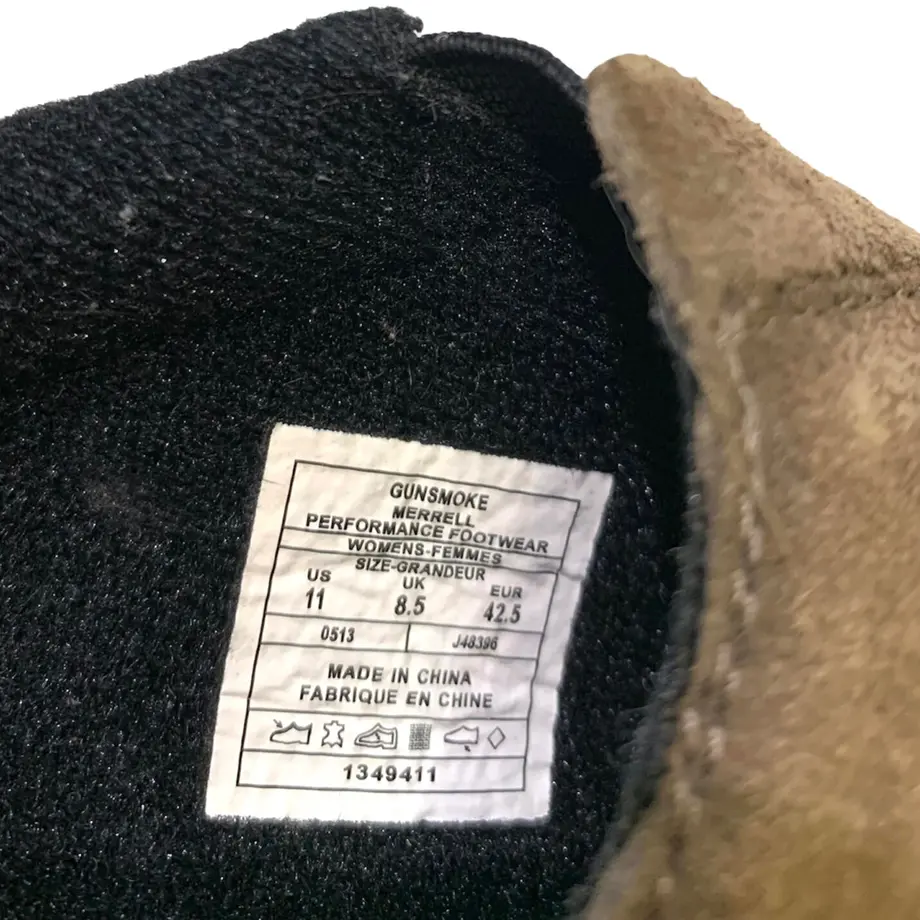 GUNSMOKE
MERRELL
PERFORMANCE FOOTWEAR
WOMENS-FEMMES
SIZE-GRANDEUR
US UK EUR
11 8.5 42.5
0513 J48396
MADE IN CHINA
FABRIQUE EN CHINE
1349411